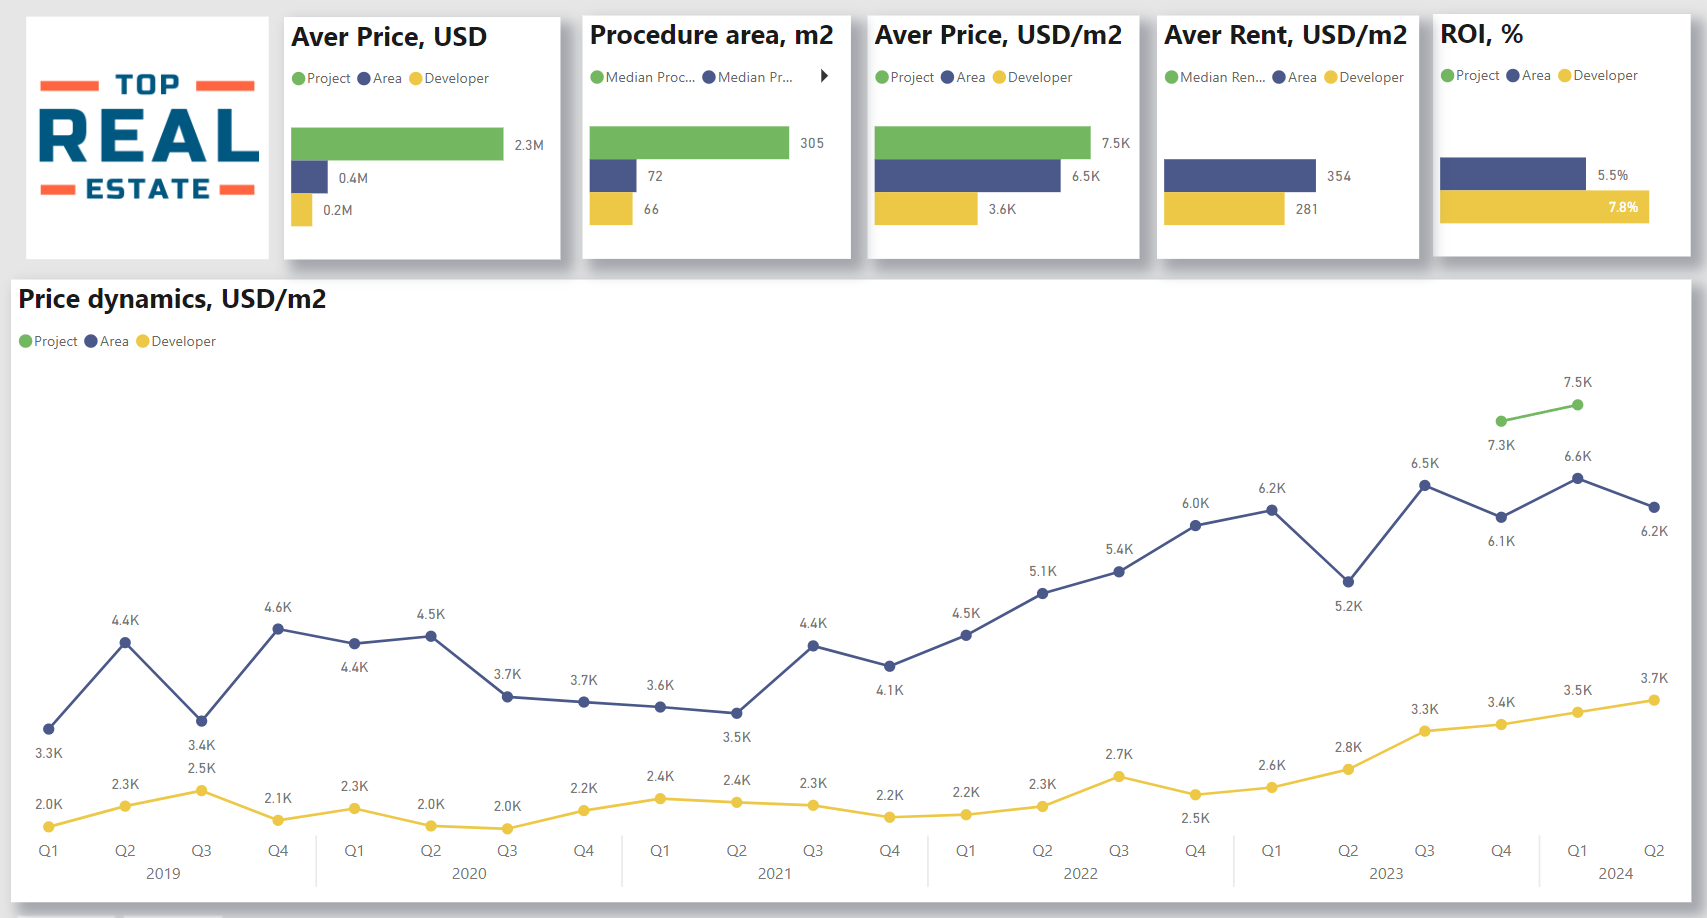 TOP
REAL
ESTATE
Aver Price, USD
Project Area Developer
2.3M
0.4M
0.2M
Procedure area, m2
Median Proc... Median Pr...
305
72
66
Aver Price, USD/m2
Project Area Developer
7.5K
6.5K
3.6K
Aver Rent, USD/m2
Median Ren... Area Developer
354
281
ROI, %
Project Area Developer
5.5%
7.8%
Price dynamics, USD/m2
Project Area Developer
7.5K
7.3K
3.3K 4.4K 3.4K 4.6K 4.4K 4.5K 3.7K 3.7K 3.6K 3.5K 4.4K 4.1K 4.5K 5.1K 5.4K 6.0K 6.2K 5.2K 6.5K 6.1K 6.6K 6.2K
2.0K 2.3K 2.5K 2.1K 2.3K 2.0K 2.0K 2.2K 2.4K 2.4K 2.3K 2.2K 2.2K 2.3K 2.7K 2.5K 2.6K 2.8K 3.3K 3.4K 3.5K 3.7K
Q1 Q2 Q3 Q4 Q1 Q2 Q3 Q4 Q1 Q2 Q3 Q4 Q1 Q2 Q3 Q4 Q1 Q2 Q3 Q4 Q1 Q2
2019 2020 2021 2022 2023 2024